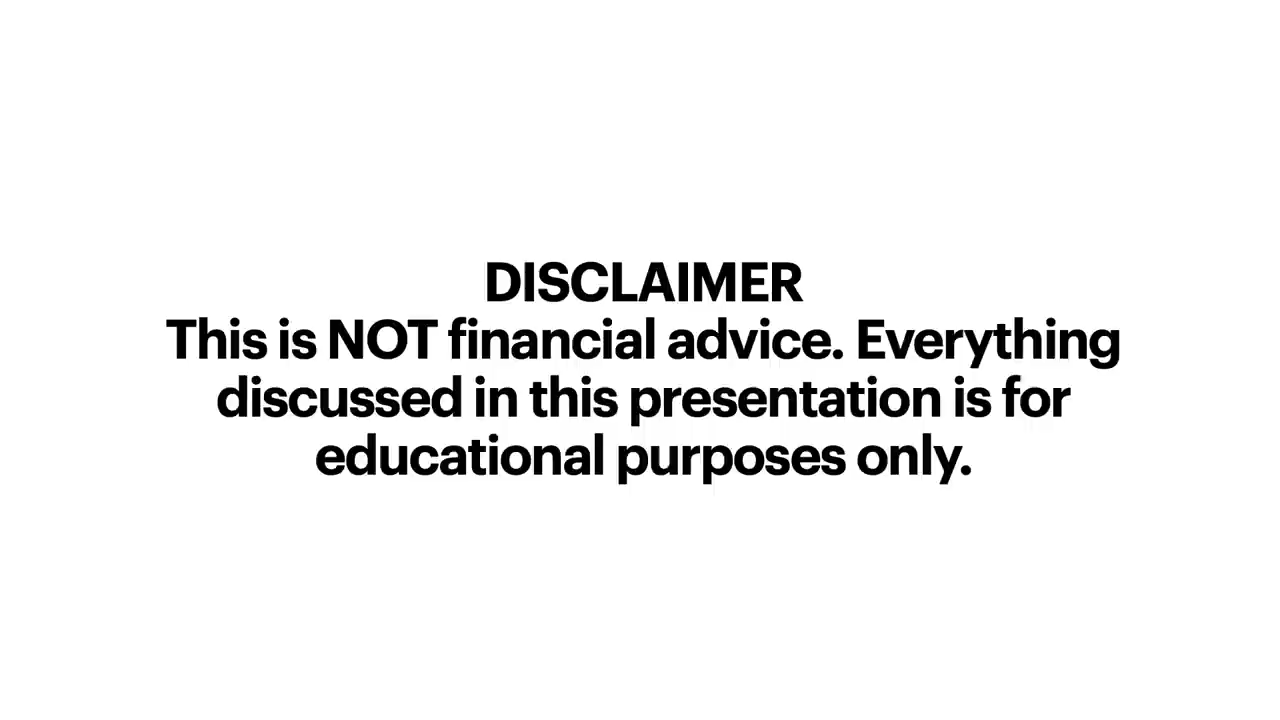 DISCLAIMER
This is NOT financial advice. Everything
discussed in this presentation is for
educational purposes only.